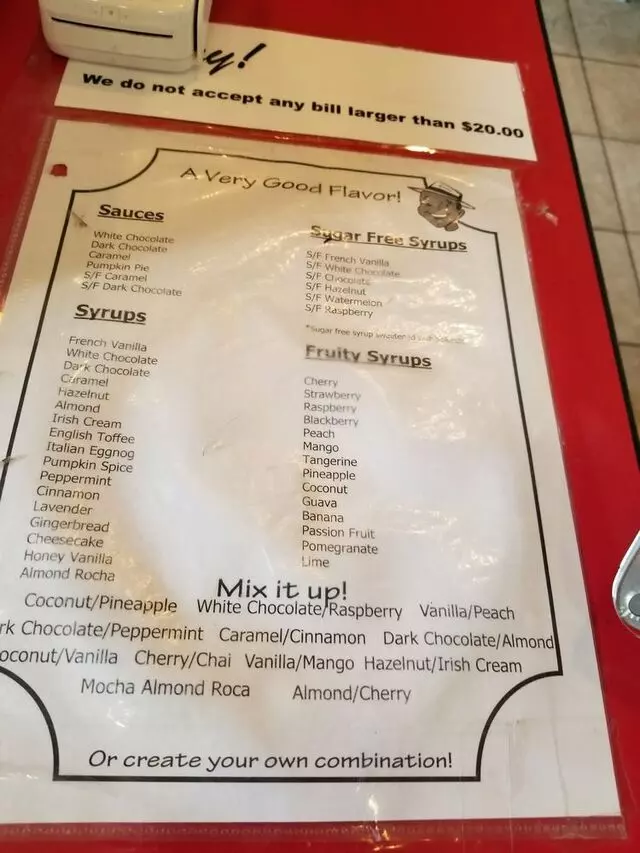 y!
We do not accept any bill larger than $20.00
A Very Good Flavor!
Sauces
White Chocolate
Dark Chocolate
Caramel
Pumpkin Pie
S/F Caramel
S/F Dark Chocolate
Syrups
French Vanilla
White Chocolate
Dark Chocolate
Caramel
Hazelnut
Almond
Irish Cream
English Toffee
Italian Eggnog
Pumpkin Spice
Peppermint
Cinnamon
Lavender
Gingerbread
Cheesecake
Honey Vanilla
Almond Rocha
Sugar Free Syrups
S/F French Vanilla
S/F White Chocolate
S/F Chocolate
S/F Hazelnut
S/F Watermelon
S/F Raspberry
*Sugar free syrup sweetened
Fruity Syrups
Cherry
Strawberry
Raspberry
Blackberry
Peach
Mango
Tangerine
Pineapple
Coconut
Guava
Banana
Passion Fruit
Pomegranate
Lime
Mix it up!
Coconut/Pineapple White Chocolate/Raspberry Vanilla/Peach
rk Chocolate/Peppermint Caramel/Cinnamon Dark Chocolate/Almond
oconut/Vanilla Cherry/Chai Vanilla/Mango Hazelnut/Irish Cream
Mocha Almond Roca Almond/Cherry
Or create your own combination!